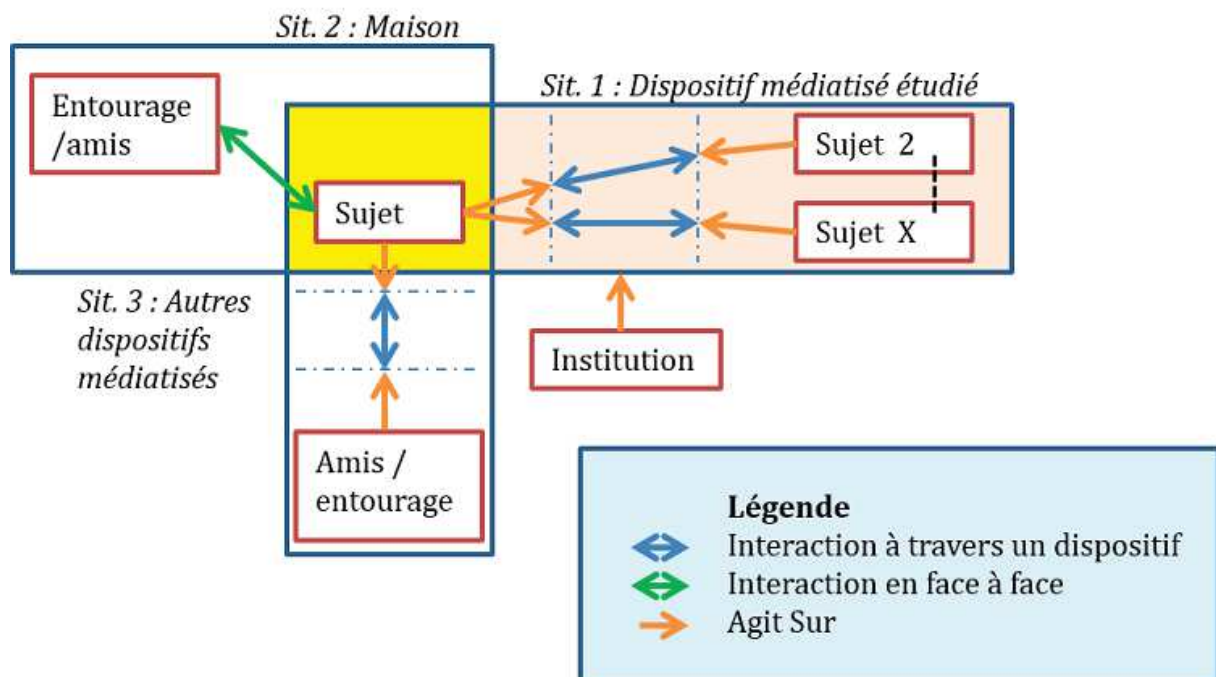 Sit. 2 : Maison
Entourage
/amis
Sit. 1 : Dispositif médiatisé étudié
Sujet 2
Sujet
Sujet X
Sit. 3 : Autres
dispositifs
médiatisés
Institution
Amis /
entourage
Légende
Interaction à travers un dispositif
Interaction en face à face
Agit Sur